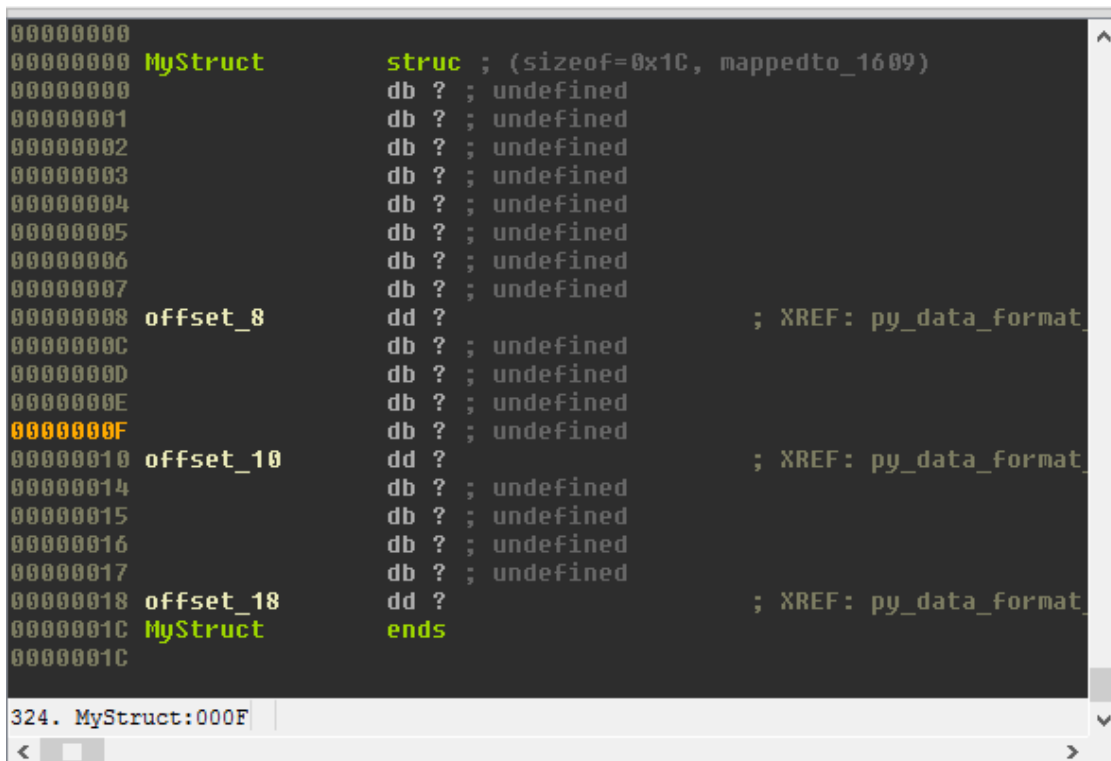 00000000
00000000 MyStruct struc ; (sizeof=0x1C, mappedto_1609)
00000000 db ? ; undefined
00000001 db ? ; undefined
00000002 db ? ; undefined
00000003 db ? ; undefined
00000004 db ? ; undefined
00000005 db ? ; undefined
00000006 db ? ; undefined
00000007 db ? ; undefined
00000008 offset_8 dd ? ; XREF: py_data_format_
0000000C db ? ; undefined
0000000D db ? ; undefined
0000000E db ? ; undefined
0000000F db ? ; undefined
00000010 offset_10 dd ? ; XREF: py_data_format_
00000014 db ? ; undefined
00000015 db ? ; undefined
00000016 db ? ; undefined
00000017 db ? ; undefined
00000018 offset_18 dd ? ; XREF: py_data_format_
0000001C MyStruct ends
0000001C
324. MyStruct:000F